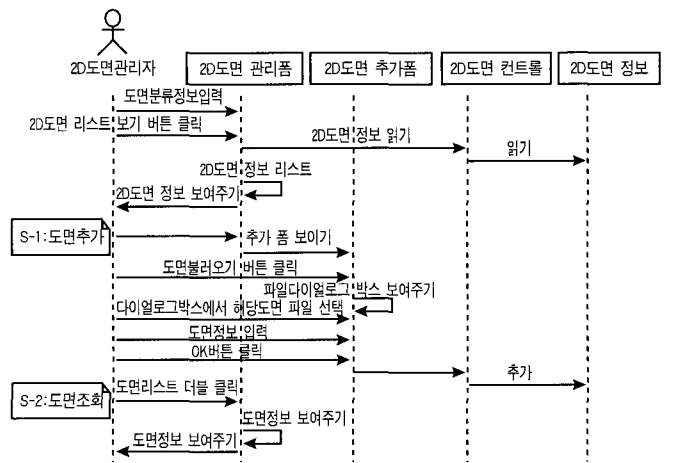 2D도면관리자
2D도면 관리폼
2D도면 추가폼
2D도면 컨트롤
2D도면 정보
도면분류정보입력
2D도면 리스트 보기 버튼 클릭
2D도면 정보 읽기
읽기
2D도면 정보 리스트
2D도면 정보 보여주기
S-1:도면추가
추가 폼 보이기
도면불러오기 버튼 클릭
파일다이얼로그 박스 보여주기
다이얼로그박스에서 해당도면 파일 선택
도면정보 입력
OK버튼 클릭
추가
S-2:도면조회
도면리스트 더블 클릭
도면정보 보여주기
도면정보 보여주기